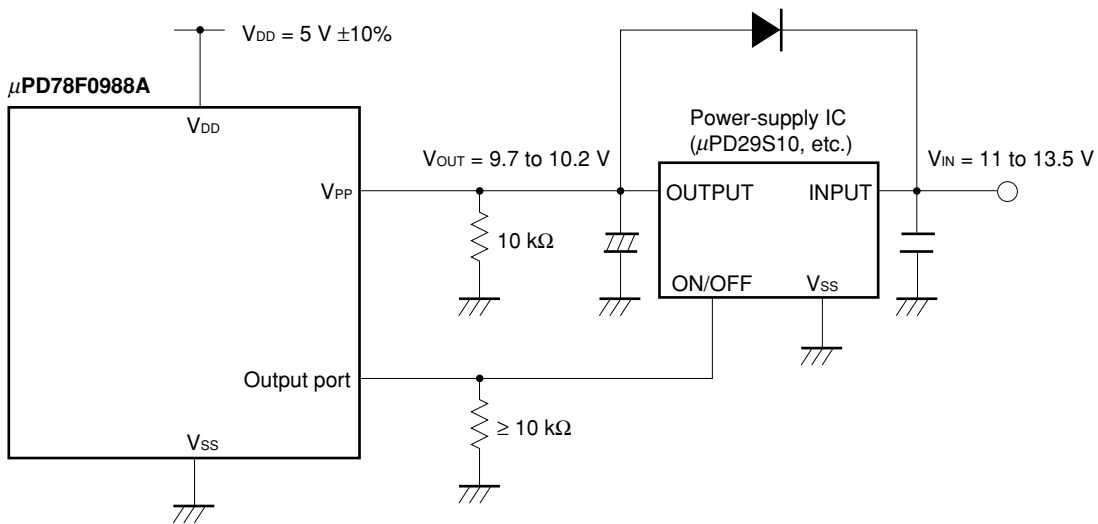 VDD = 5 V ±10%
μPD78F0988A
VDD
Power-supply IC
(μPD29S10, etc.)
VOUT = 9.7 to 10.2 V
VIN = 11 to 13.5 V
VPP
OUTPUT
INPUT
10 kΩ
ON/OFF
VSS
Output port
≥ 10 kΩ
VSS